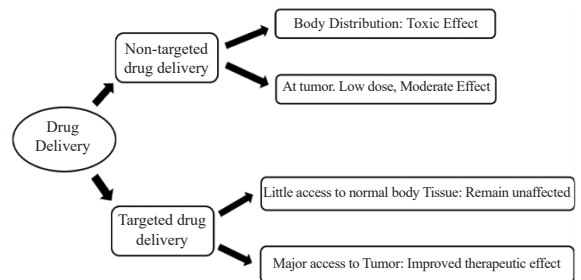 Body Distribution: Toxic Effect
Non-targeted
drug delivery
At tumor. Low dose, Moderate Effect
Drug
Delivery
Little access to normal body Tissue: Remain unaffected
Targeted drug
delivery
Major access to Tumor: Improved therapeutic effect